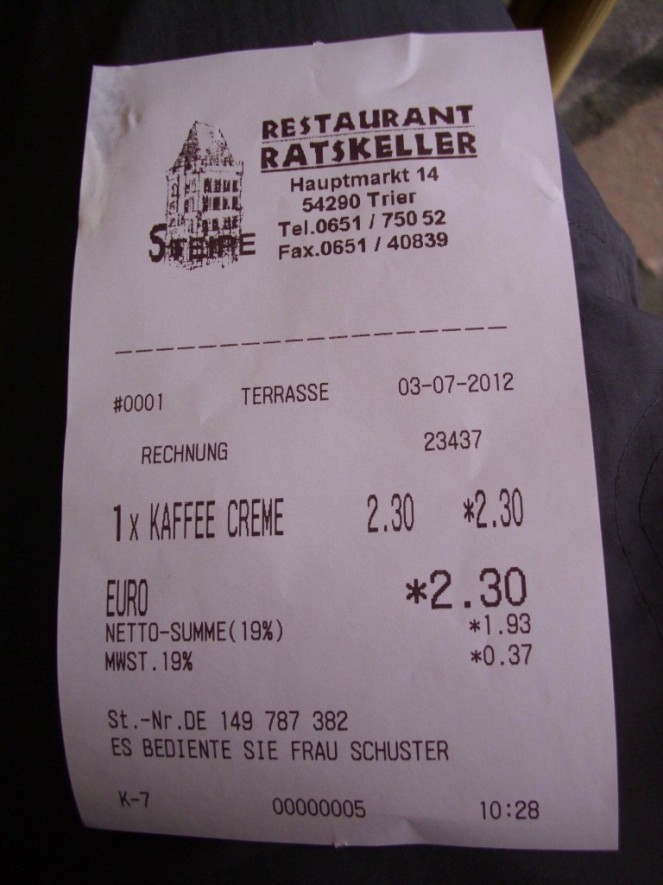 RESTAURANT
RATSKELLER
Hauptmarkt 14
54290 Trier
Tel.0651 / 750 52
Fax.0651 / 40839
STEIPE
#0001 TERRASSE 03-07-2012
RECHNUNG 23437
1 x KAFFEE CREME 2.30 *2.30
EURO *2.30
NETTO-SUMME(19%) *1.93
MWST.19% *0.37
St.-Nr.DE 149 787 382
ES BEDIENTE SIE FRAU SCHUSTER
K-7 00000005 10:28